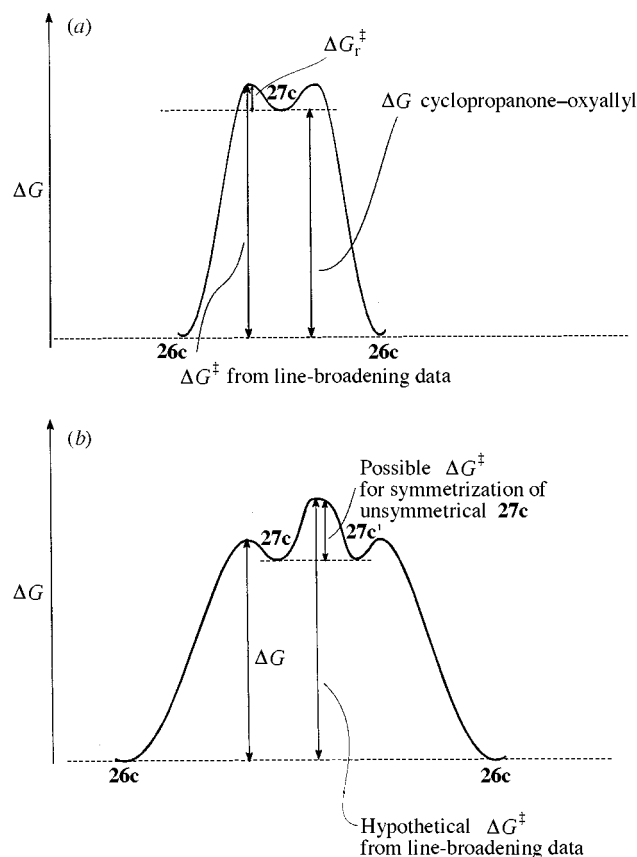 (a)
ΔGr‡
27c
ΔG cyclopropanone–oxyallyl
ΔG
26c
26c
ΔG‡ from line-broadening data
(b)
Possible ΔG‡
for symmetrization of
unsymmetrical 27c
27c
27c'
ΔG
ΔG
26c
26c
Hypothetical ΔG‡
from line-broadening data